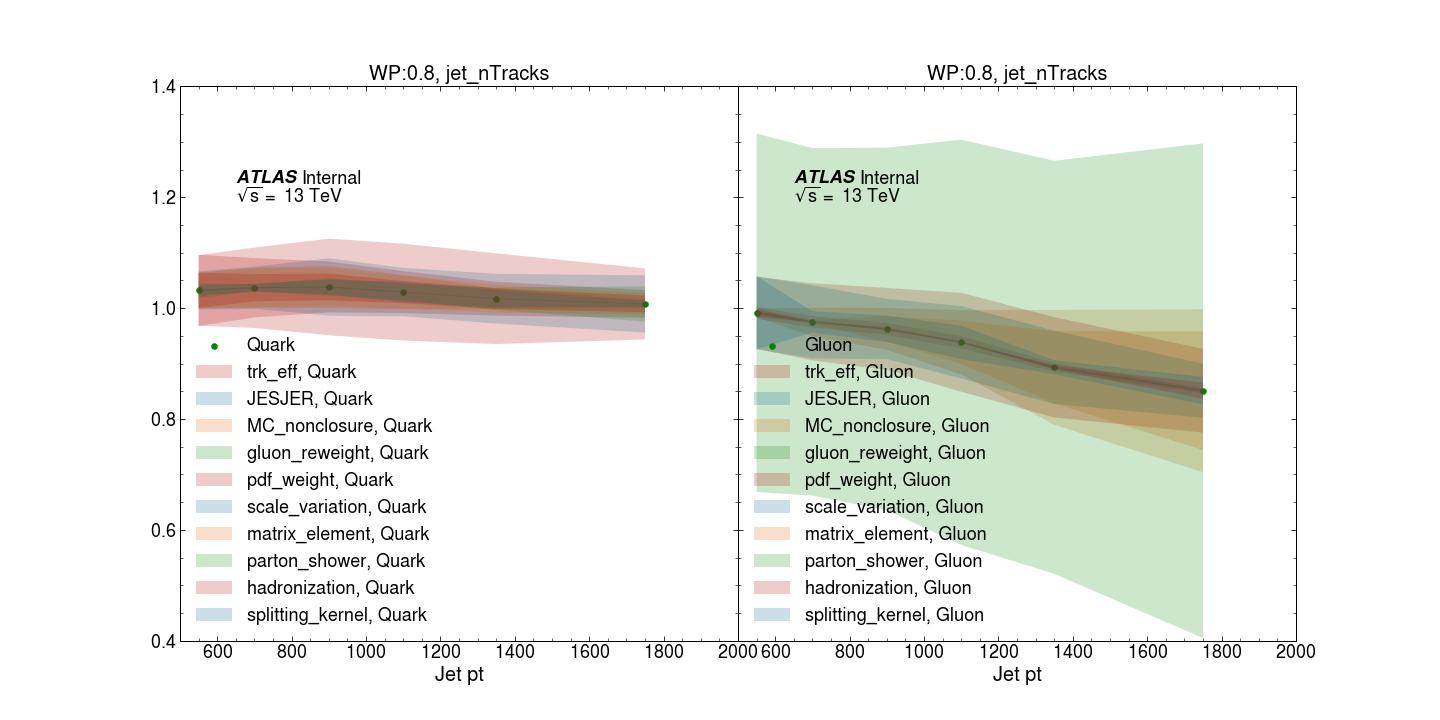 WP:0.8, jet_nTracks
1.4
1.2
1.0
0.8
0.6
0.4
ATLAS Internal
√s = 13 TeV
Quark
trk_eff, Quark
JESJER, Quark
MC_nonclosure, Quark
gluon_reweight, Quark
pdf_weight, Quark
scale_variation, Quark
matrix_element, Quark
parton_shower, Quark
hadronization, Quark
splitting_kernel, Quark
600 800 1000 1200 1400 1600 1800 2000
Jet pt
WP:0.8, jet_nTracks
ATLAS Internal
√s = 13 TeV
Gluon
trk_eff, Gluon
JESJER, Gluon
MC_nonclosure, Gluon
gluon_reweight, Gluon
pdf_weight, Gluon
scale_variation, Gluon
matrix_element, Gluon
parton_shower, Gluon
hadronization, Gluon
splitting_kernel, Gluon
600 800 1000 1200 1400 1600 1800 2000
Jet pt